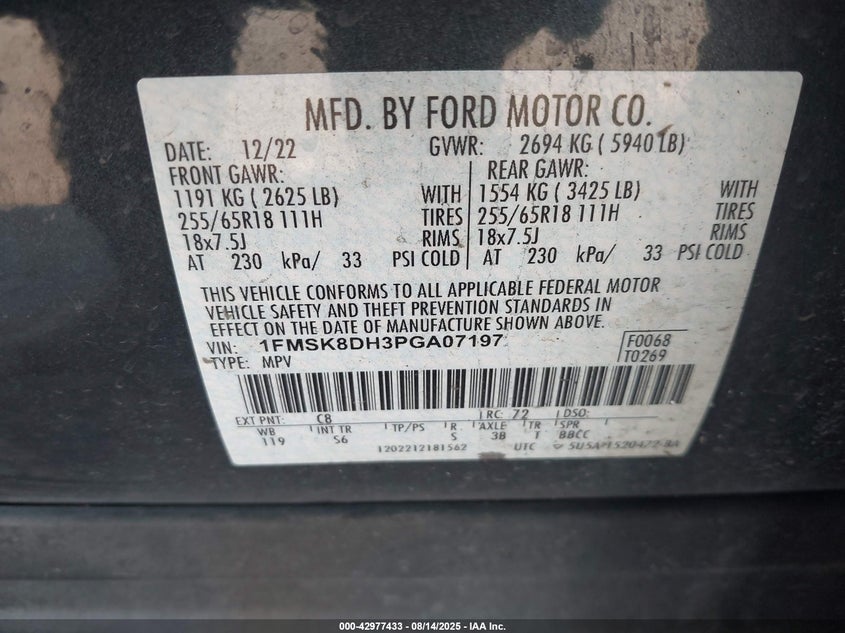 MFD. BY FORD MOTOR CO.
DATE: 12/22 GVWR: 2694 KG ( 5940 LB)
FRONT GAWR: REAR GAWR:
1191 KG ( 2625 LB) WITH 1554 KG ( 3425 LB) WITH
255/65R18 111H TIRES 255/65R18 111H TIRES
18x7.5J RIMS 18x7.5J RIMS
AT 230 kPa/ 33 PSI COLD AT 230 kPa/ 33 PSI COLD
THIS VEHICLE CONFORMS TO ALL APPLICABLE FEDERAL MOTOR
VEHICLE SAFETY AND THEFT PREVENTION STANDARDS IN
EFFECT ON THE DATE OF MANUFACTURE SHOWN ABOVE.
VIN: 1FMSK8DH3PGA07197 F0068
TYPE: MPV T0269
EXT PNT: C8 RC: 72 DSO:
WB INT TR TP/PS R. AXLE TR SPR
119 S6 S 3B T BBCC
1202212181562 UTC
000-42977433 - 08/14/2025 - IAA Inc.